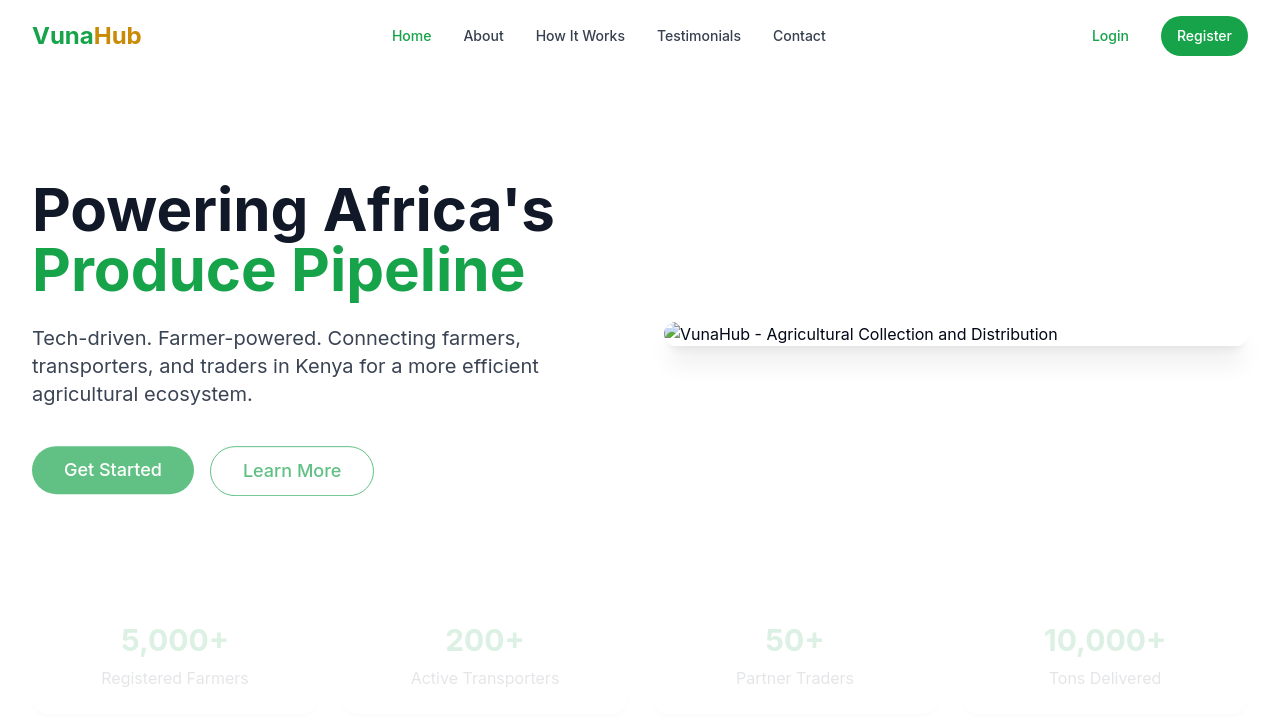 VunaHub
Home
About
How It Works
Testimonials
Contact
Login
Register
Powering Africa's
Produce Pipeline
Tech-driven. Farmer-powered. Connecting farmers,
transporters, and traders in Kenya for a more efficient
agricultural ecosystem.
VunaHub - Agricultural Collection and Distribution
Get Started
Learn More
5,000+
Registered Farmers
200+
Active Transporters
50+
Partner Traders
10,000+
Tons Delivered